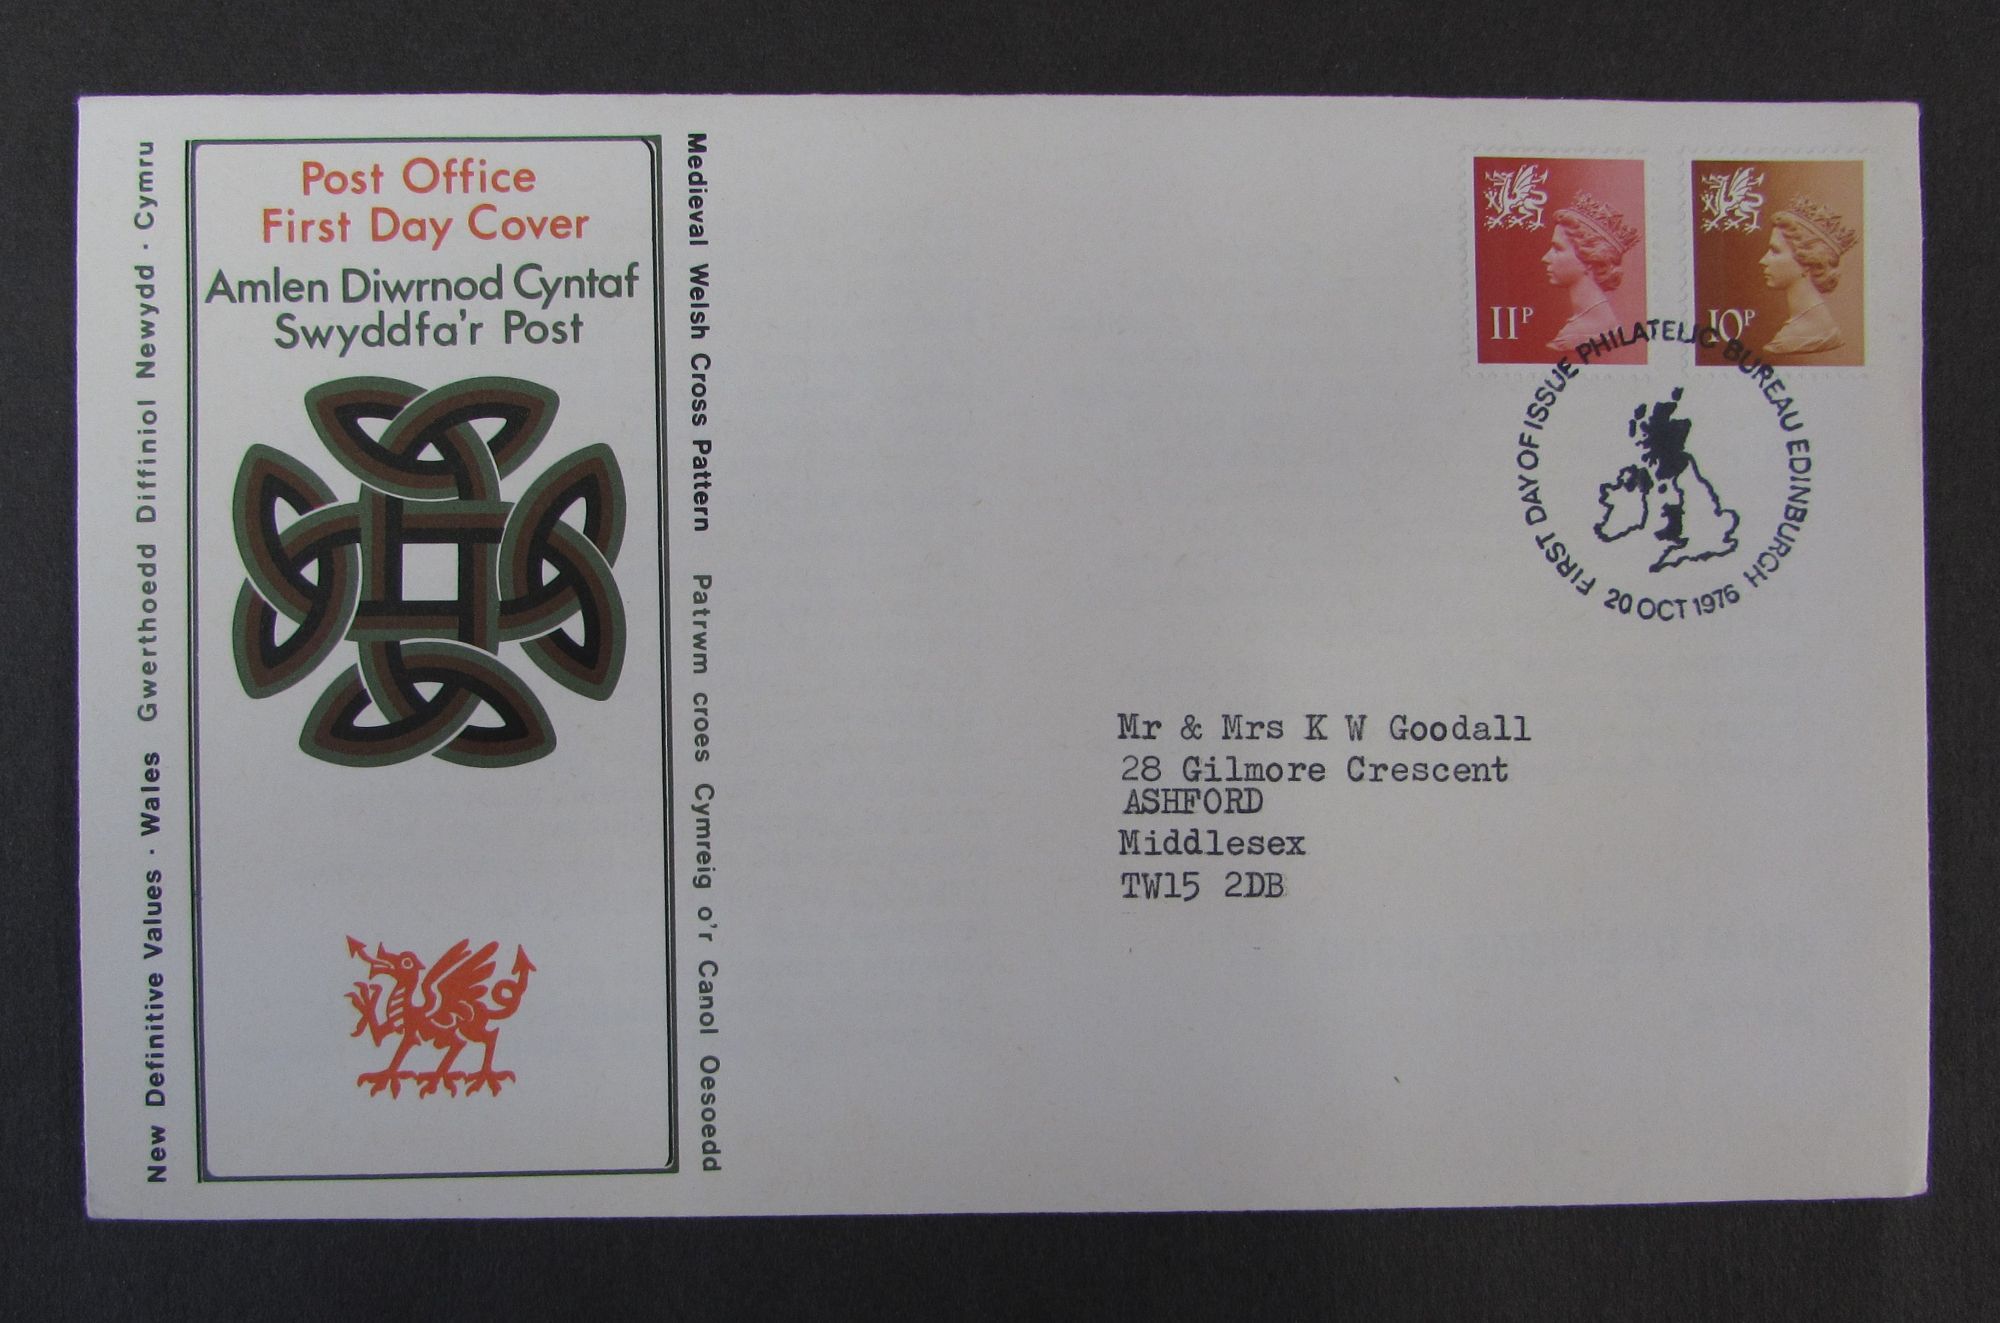 New Definitive Values · Wales Gwerthoedd Diffiniol Newydd · Cymru
Post Office
First Day Cover
Amlen Diwrnod Cyntaf
Swyddfa'r Post
Medieval Welsh Cross Pattern Patrwm croes Cymreig o'r Canol Oesoedd
11P
10P
FIRST DAY OF ISSUE PHILATELIC BUREAU EDINBURGH
20 OCT 1976
Mr & Mrs K W Goodall
28 Gilmore Crescent
ASHFORD
Middlesex
TW15 2DB